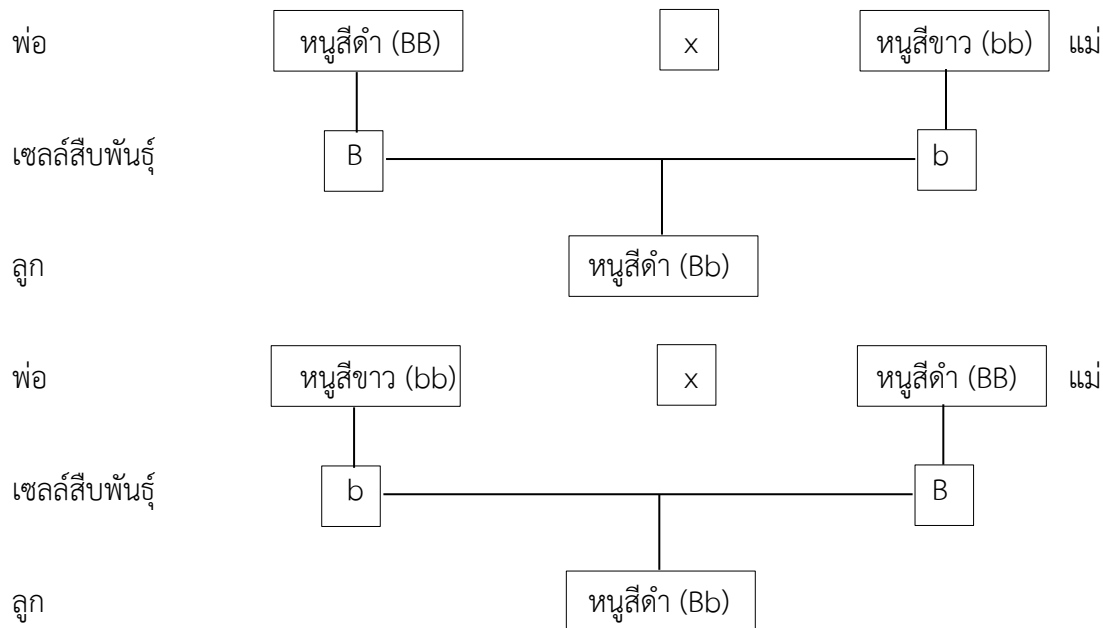 พ่อ หนูสีดำ (BB) x หนูสีขาว (bb) แม่
เซลล์สืบพันธุ์ B b
ลูก หนูสีดำ (Bb)
พ่อ หนูสีขาว (bb) x หนูสีดำ (BB) แม่
เซลล์สืบพันธุ์ b B
ลูก หนูสีดำ (Bb)